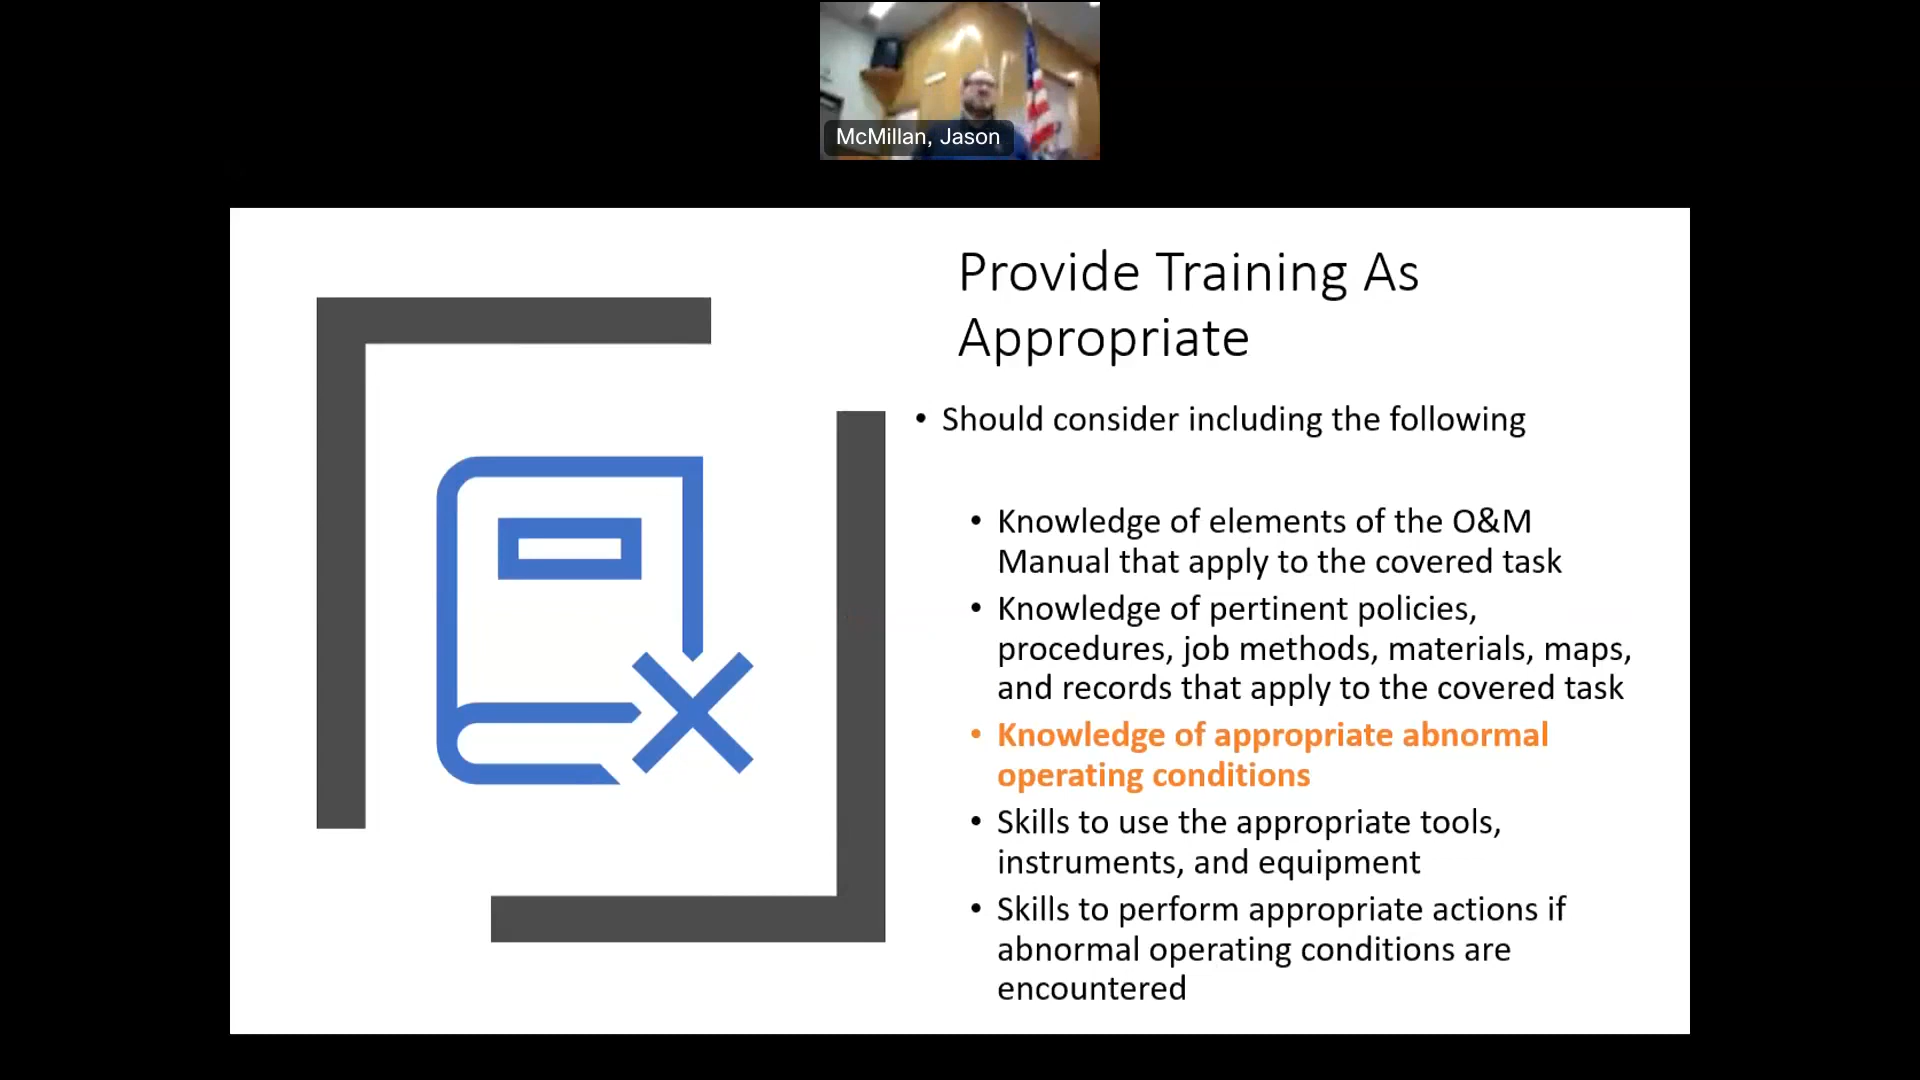 McMillan, Jason
Provide Training As
Appropriate
• Should consider including the following
• Knowledge of elements of the O&M
Manual that apply to the covered task
• Knowledge of pertinent policies,
procedures, job methods, materials, maps,
and records that apply to the covered task
• Knowledge of appropriate abnormal
operating conditions
• Skills to use the appropriate tools,
instruments, and equipment
• Skills to perform appropriate actions if
abnormal operating conditions are
encountered